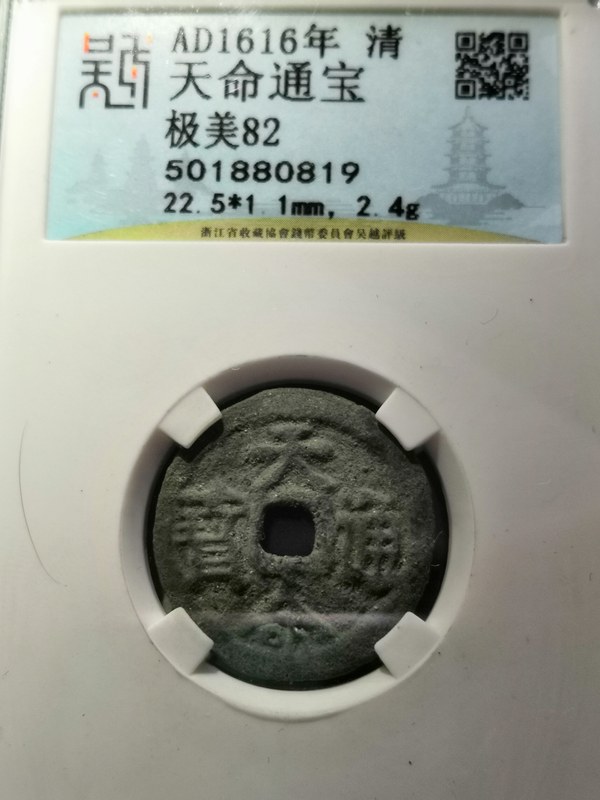 AD1616年 清
天命通宝
极美82
501880819
22.5*1.1mm, 2.4g
浙江省收藏協會錢幣委員會吴越評級
天命通寶